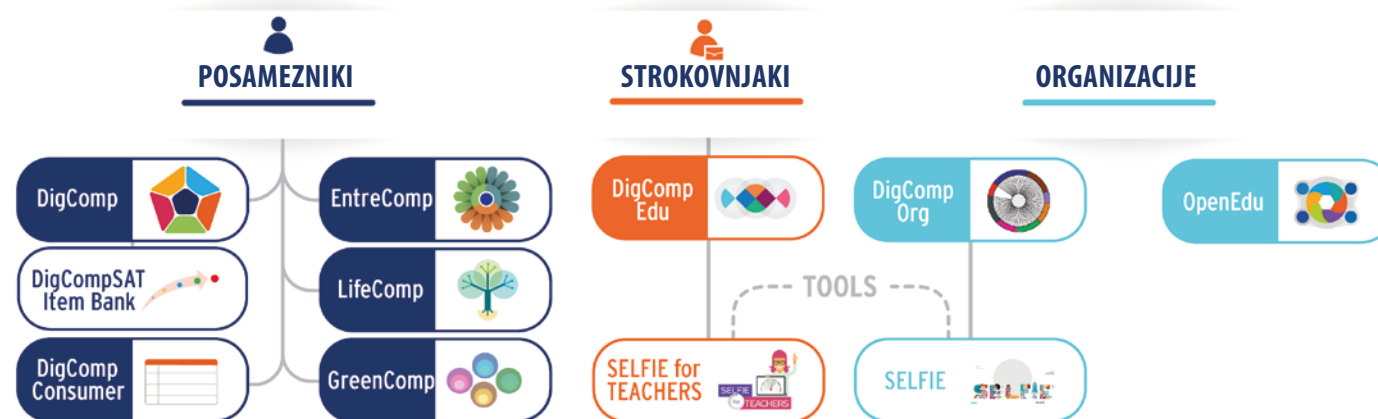 POSAMEZNIKI
STROKOVNJAKI
ORGANIZACIJE
DigComp
EntreComp
DigComp
Edu
DigComp
Org
OpenEdu
DigCompSAT
Item Bank
LifeComp
TOOLS
DigComp
Consumer
GreenComp
SELFIE for
TEACHERS
SELFIE
for
TEACHERS
SELFIE
SELFIE